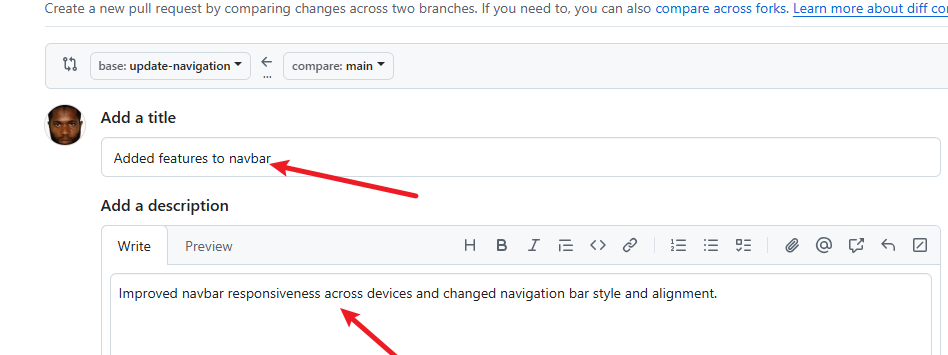 Create a new pull request by comparing changes across two branches. If you need to, you can also compare across forks. Learn more about diff
base: update-navigation
compare: main
Add a title
Added features to navbar
Add a description
Write Preview
Improved navbar responsiveness across devices and changed navigation bar style and alignment.